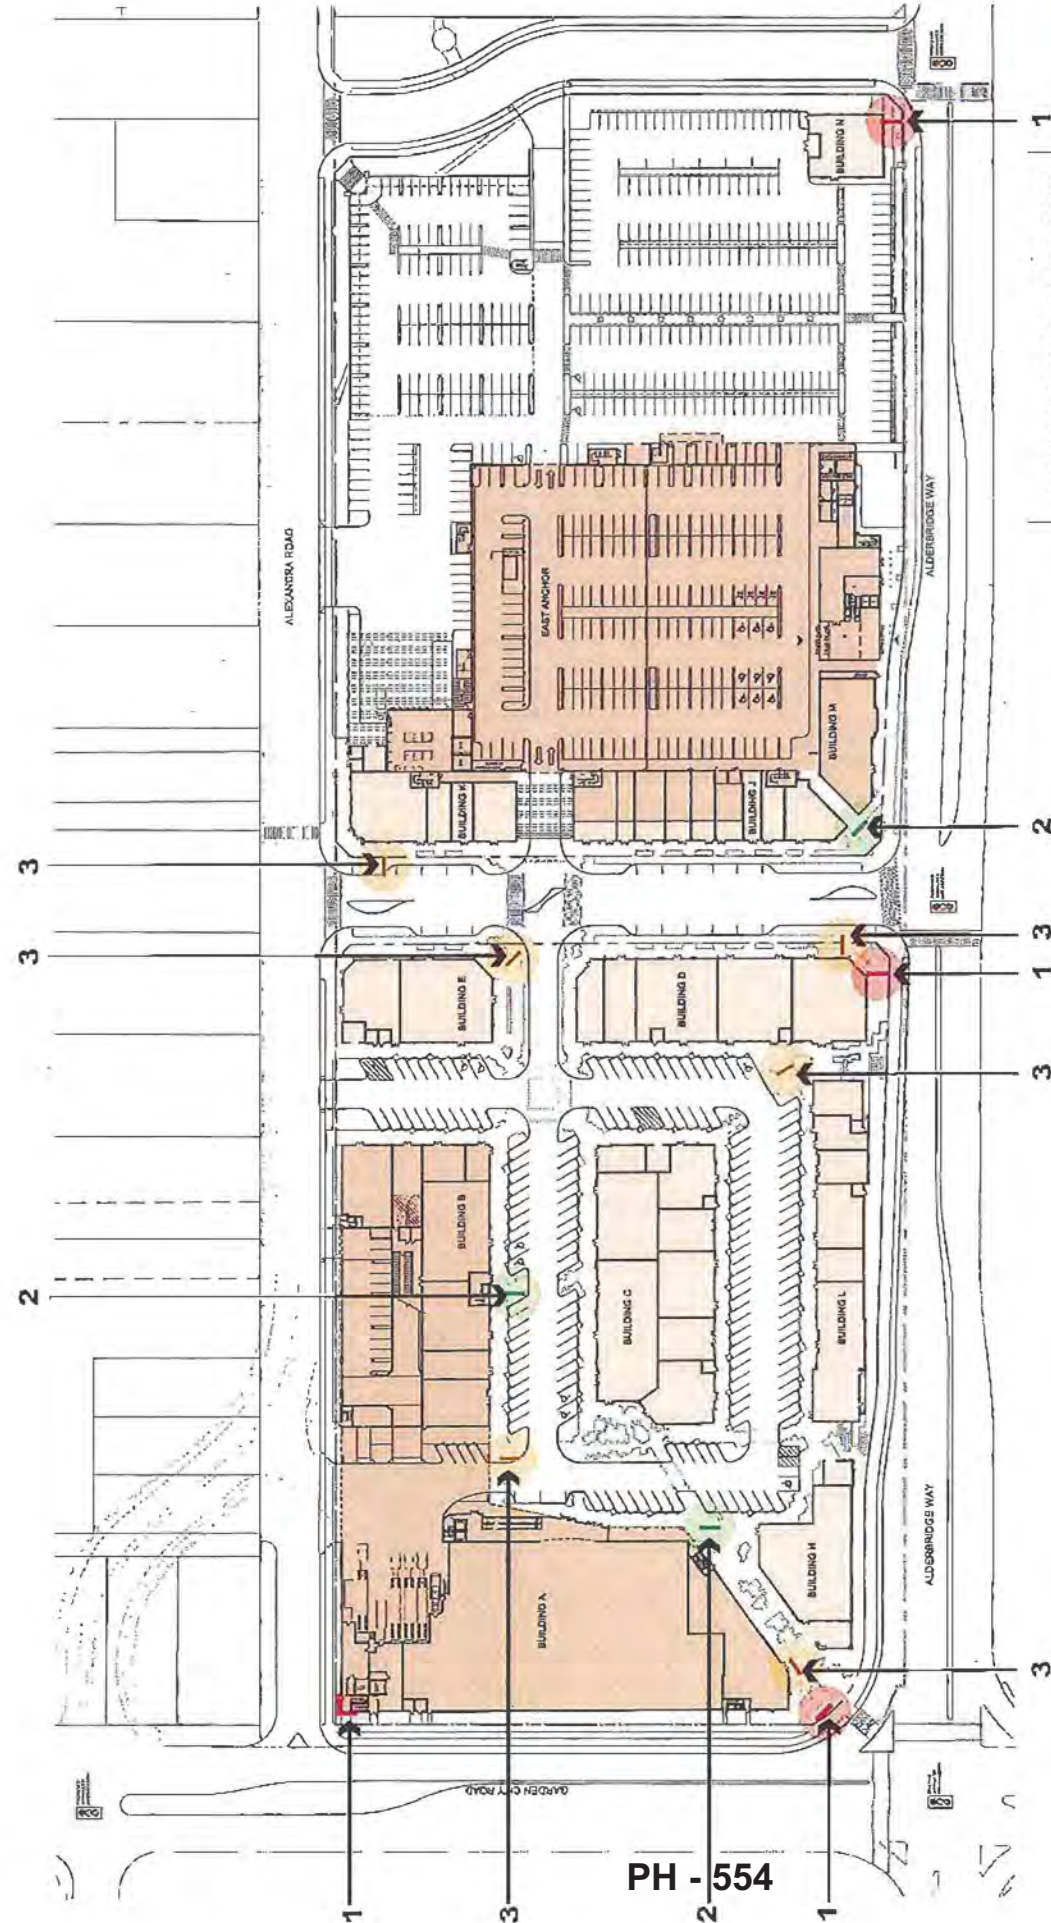 1
BUILDING N
ALDERBRIDGE WAY
ALEXANDRA ROAD
EAST ANCHOR
BUILDING M
BUILDING K
BUILDING J
2
3
3
3
1
BUILDING E
BUILDING D
3
BUILDING B
2
BUILDING C
BUILDING L
ALDERBRIDGE WAY
BUILDING A
BUILDING H
3
GARDEN CITY ROAD
1
3
2
1
PH - 554